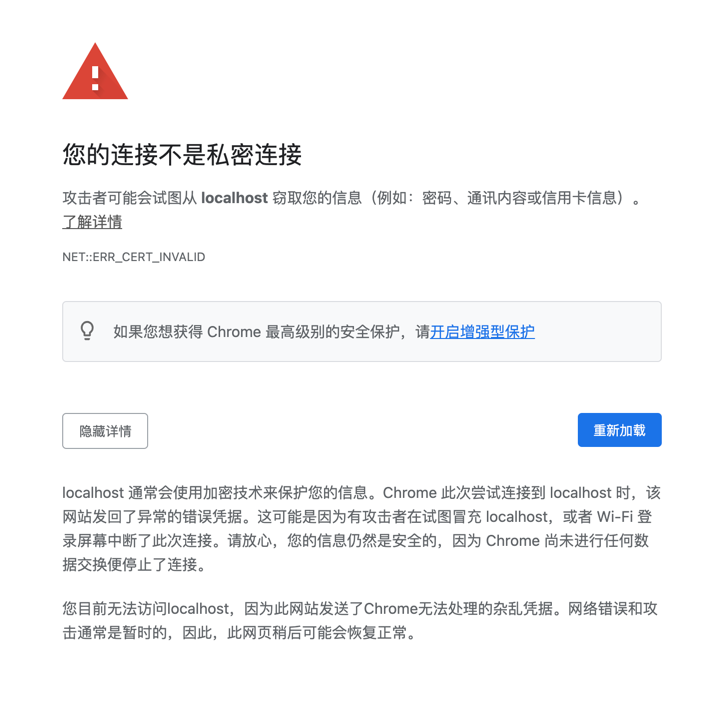 您的连接不是私密连接
攻击者可能会试图从 localhost 窃取您的信息（例如：密码、通讯内容或信用卡信息）。
了解详情
NET::ERR_CERT_INVALID
如果您想获得 Chrome 最高级别的安全保护，请开启增强型保护
隐藏详情
重新加载
localhost 通常会使用加密技术来保护您的信息。Chrome 此次尝试连接到 localhost 时，该
网站发回了异常的错误凭据。这可能是因为有攻击者在试图冒充 localhost，或者 Wi-Fi 登
录屏幕中断了此次连接。请放心，您的信息仍然是安全的，因为 Chrome 尚未进行任何数
据交换便停止了连接。
您目前无法访问localhost，因为此网站发送了Chrome无法处理的杂乱凭据。网络错误和攻
击通常是暂时的，因此，此网页稍后可能会恢复正常。